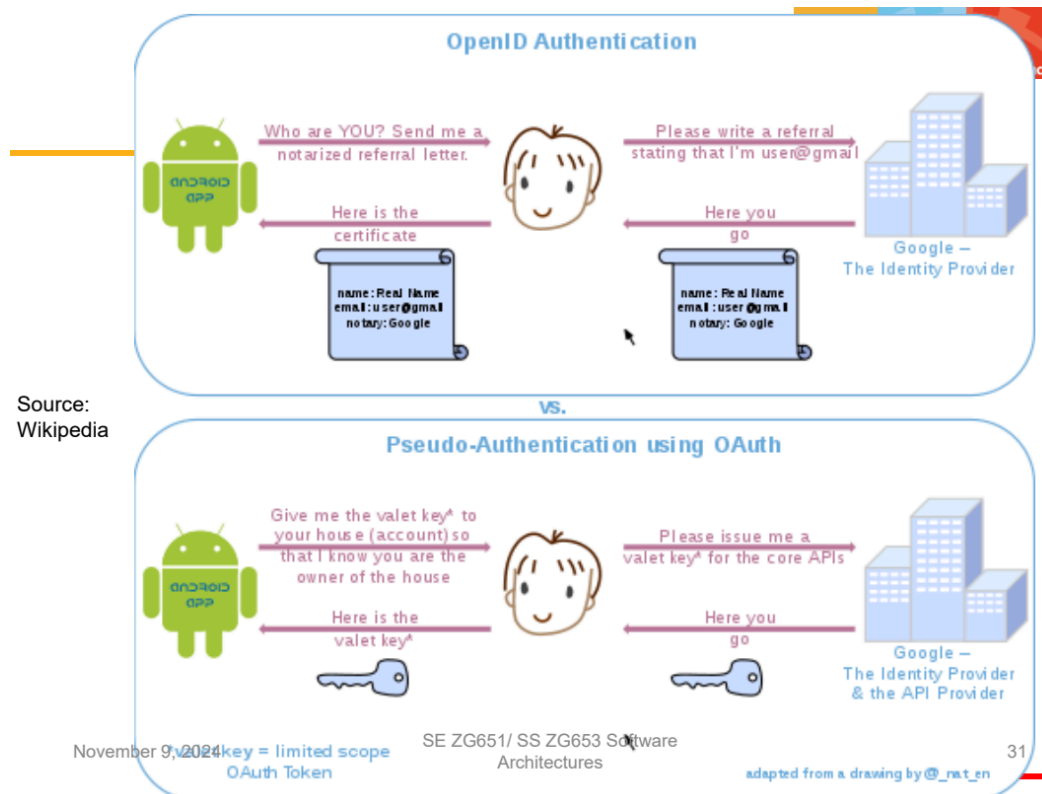 OpenID Authentication
Who are YOU? Send me a
notarized referral letter.
Please write a referral
stating that I'm user@gmail
ANDROID
APP
Here is the
certificate
Here you
go
Google –
The Identity Provider
name: Real Name
email: user@gmail
notary: Google
name: Real Name
email: user@gmail
notary: Google
Source:
Wikipedia
vs.
Pseudo-Authentication using OAuth
Give me the valet key* to
your house (account) so
that I know you are the
owner of the house
Please issue me a
valet key* for the core APIs
ANDROID
APP
Here is the
valet key*
Here you
go
Google –
The Identity Provider
& the API Provider
November 9, 2024
*valet key = limited scope
OAuth Token
SE ZG651/ SS ZG653 Software
Architectures
31
adapted from a drawing by @_nat_en